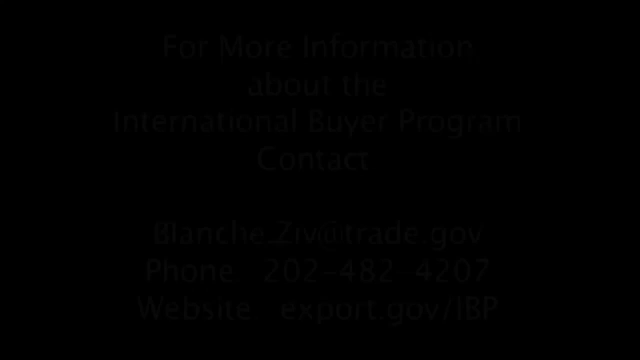 For More Information
about the
International Buyer Program
Contact
Blanche.Ziv@trade.gov
Phone 202-482-4207
Website export.gov/IBP